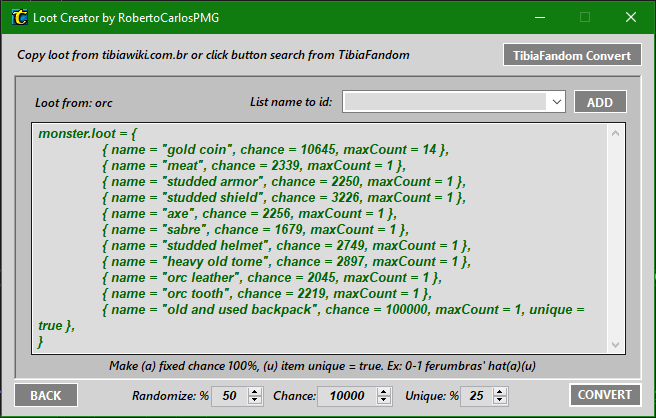 Loot Creator by RobertoCarlosPMG
Copy loot from tibiawiki.com.br or click button search from TibiaFandom
TibiaFandom Convert
Loot from: orc
List name to id:
ADD
monster.loot = {
{ name = "gold coin", chance = 10645, maxCount = 14 },
{ name = "meat", chance = 2339, maxCount = 1 },
{ name = "studded armor", chance = 2250, maxCount = 1 },
{ name = "studded shield", chance = 3226, maxCount = 1 },
{ name = "axe", chance = 2256, maxCount = 1 },
{ name = "sabre", chance = 1679, maxCount = 1 },
{ name = "studded helmet", chance = 2749, maxCount = 1 },
{ name = "heavy old tome", chance = 2897, maxCount = 1 },
{ name = "orc leather", chance = 2045, maxCount = 1 },
{ name = "orc tooth", chance = 2219, maxCount = 1 },
{ name = "old and used backpack", chance = 100000, maxCount = 1, unique =
true },
}
Make (a) fixed chance 100%, (u) item unique = true. Ex: 0-1 ferumbras' hat(a)(u)
BACK
Randomize: % 50
Chance: 10000
Unique: % 25
CONVERT